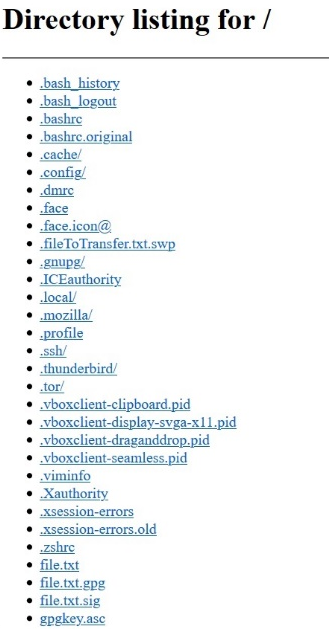 Directory listing for /
.bash_history
.bash_logout
.bashrc
.bashrc.original
.cache/
.config/
.dmrc
.face
.face.icon@
.fileToTransfer.txt.swp
.gnupg/
.ICEauthority
.local/
.mozilla/
.profile
.ssh/
.thunderbird/
.tor/
.vboxclient-clipboard.pid
.vboxclient-display-svga-x11.pid
.vboxclient-draganddrop.pid
.vboxclient-seamless.pid
.viminfo
.Xauthority
.xsession-errors
.xsession-errors.old
.zshrc
file.txt
file.txt.gpg
file.txt.sig
gpgkey.asc